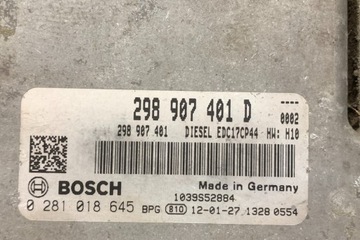 298 907 401 D ----
0002
298 907 401 DIESEL EDC17CP44 HW: H10
Made in Germany
BOSCH 1039S52884
0 281 018 645 BPG 810 12-01-27 1328 0554